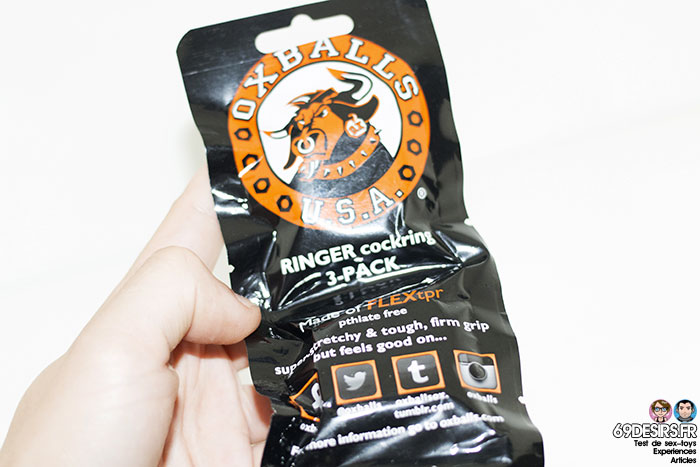 OXBALLS
U.S.A.®
RINGER cockring
3-PACK
Made of FLEXtpr
pthlate free
super stretchy & tough, firm grip
but feels good on...
@oxballs
oxballsox.
tumblr.com
oxballs
more information go to oxballs.com
69DESIRS.FR
Test de sex-toys
Experiences
Articles